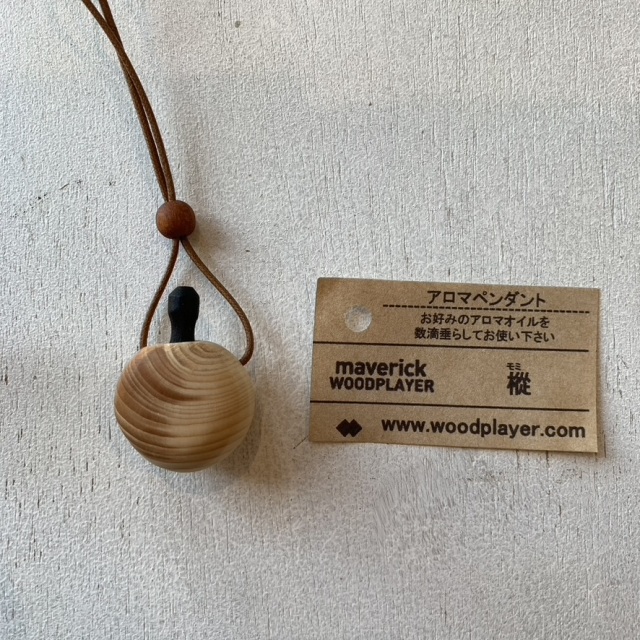 アロマペンダント
お好みのアロマオイルを
数滴垂らしてお使い下さい
maverick
WOODPLAYER
モミ
樅
www.woodplayer.com